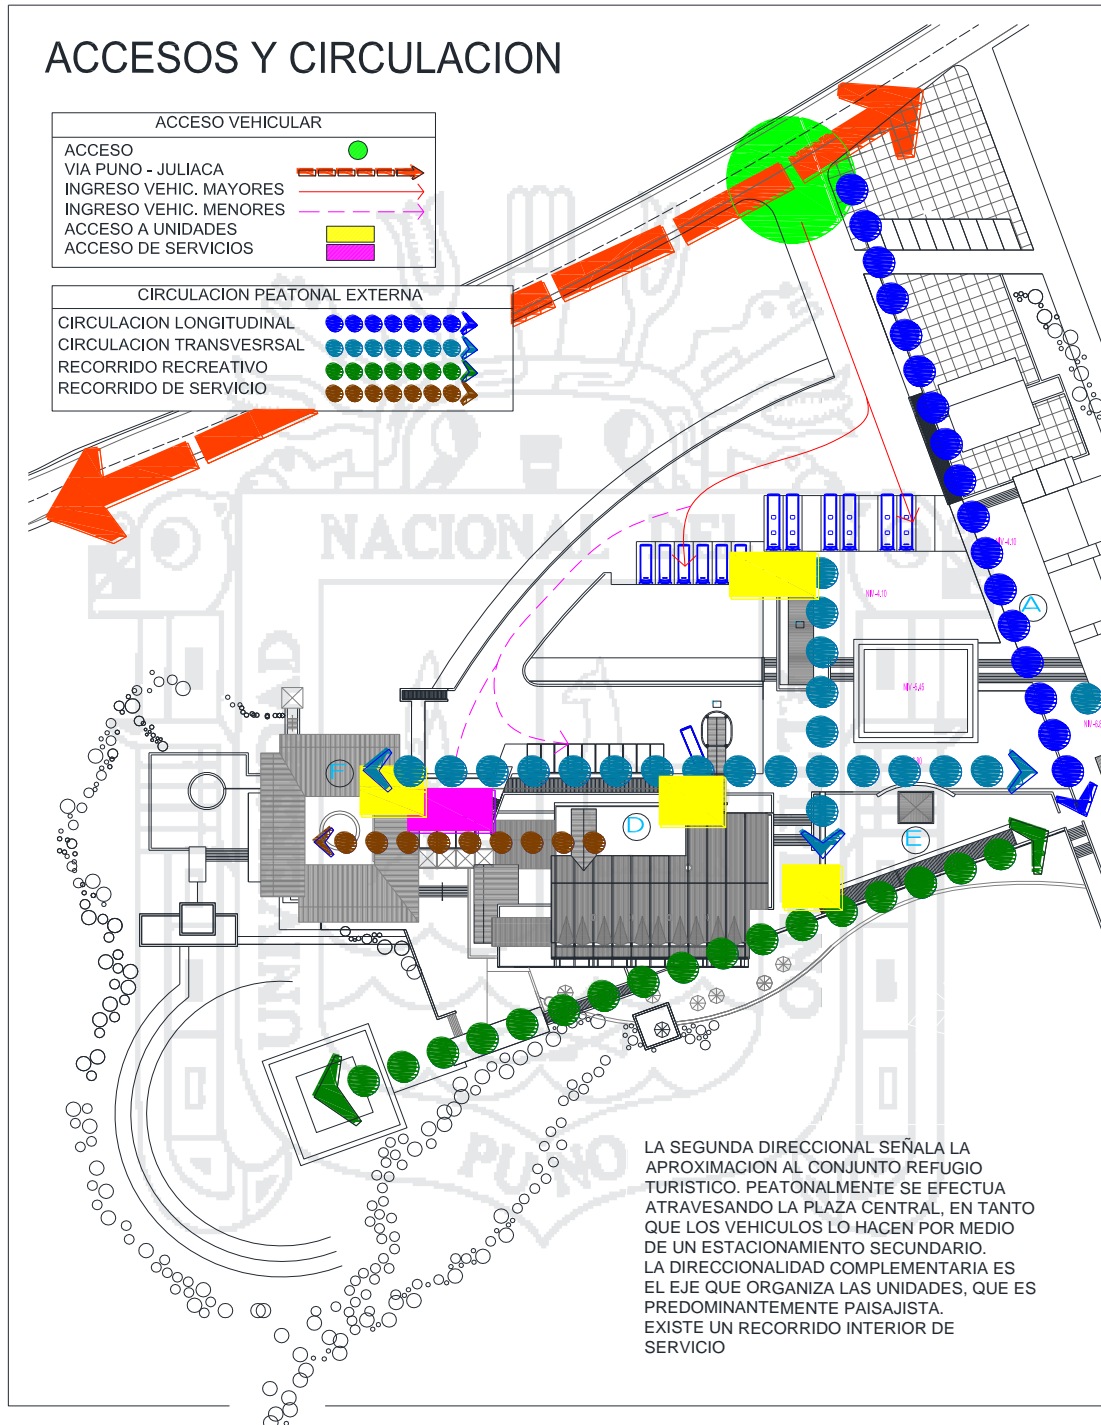 ACCESOS Y CIRCULACION
ACCESO VEHICULAR
ACCESO
VIA PUNO - JULIACA
INGRESO VEHIC. MAYORES
INGRESO VEHIC. MENORES
ACCESO A UNIDADES
ACCESO DE SERVICIOS
CIRCULACION PEATONAL EXTERNA
CIRCULACION LONGITUDINAL
CIRCULACION TRANSVESRSAL
RECORRIDO RECREATIVO
RECORRIDO DE SERVICIO
NACIONAL DEL
A
F
D
E
PUNO
LA SEGUNDA DIRECCIONAL SEÑALA LA
APROXIMACION AL CONJUNTO REFUGIO
TURISTICO. PEATONALMENTE SE EFECTUA
ATRAVESANDO LA PLAZA CENTRAL, EN TANTO
QUE LOS VEHICULOS LO HACEN POR MEDIO
DE UN ESTACIONAMIENTO SECUNDARIO.
LA DIRECCIONALIDAD COMPLEMENTARIA ES
EL EJE QUE ORGANIZA LAS UNIDADES, QUE ES
PREDOMINANTEMENTE PAISAJISTA.
EXISTE UN RECORRIDO INTERIOR DE
SERVICIO